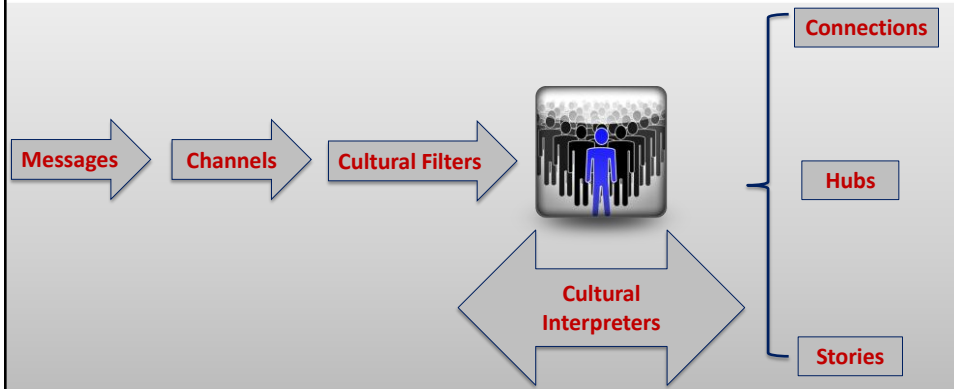 Messages
Channels
Cultural Filters
Cultural
Interpreters
Connections
Hubs
Stories